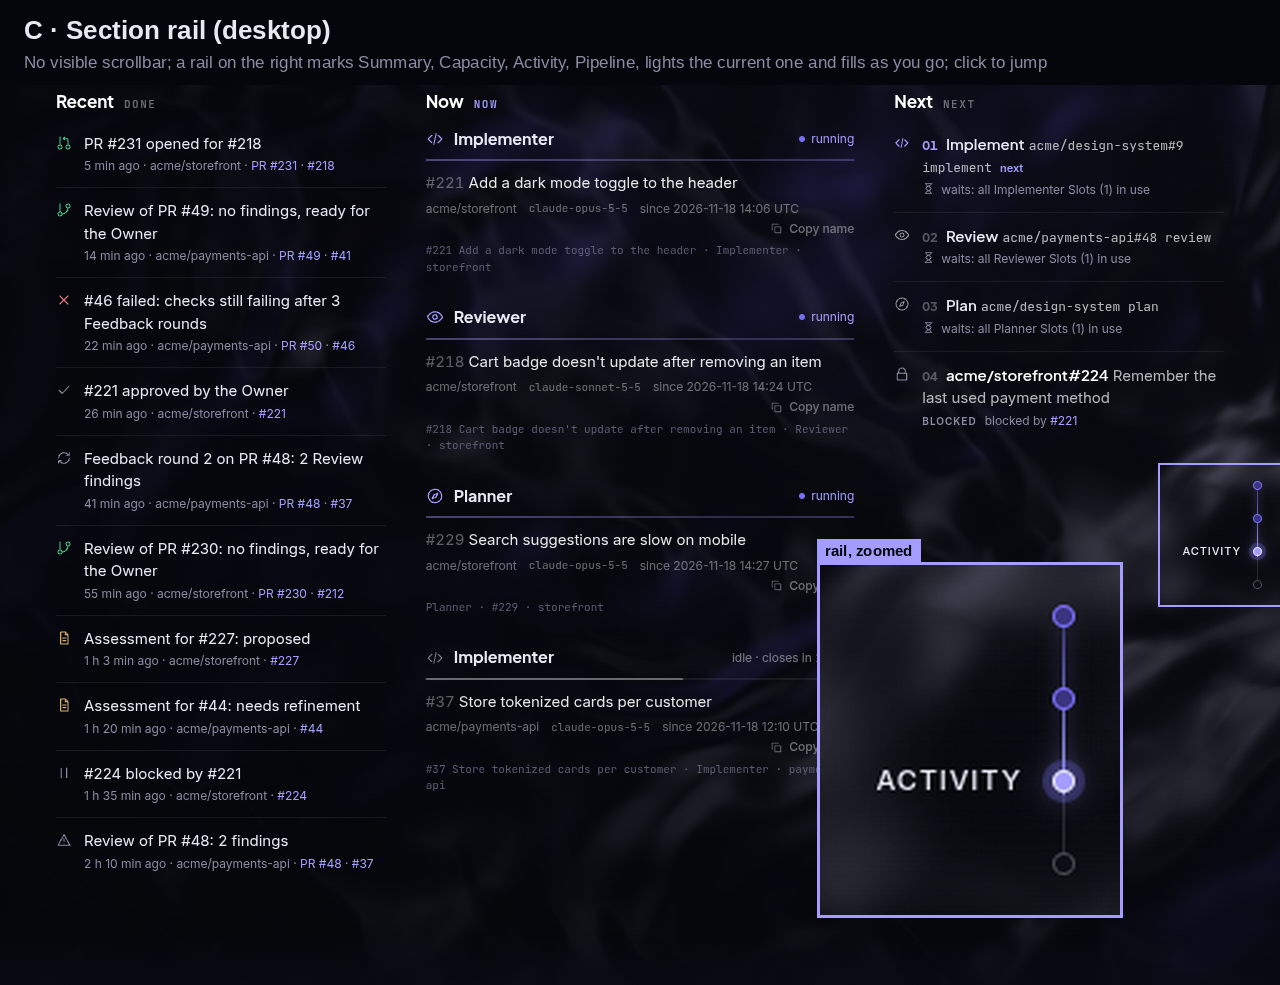 C · Section rail (desktop)
No visible scrollbar; a rail on the right marks Summary, Capacity, Activity, Pipeline, lights the current one and fills as you go; click to jump
Recent DONE
PR #231 opened for #218
5 min ago · acme/storefront · PR #231 · #218
Review of PR #49: no findings, ready for
the Owner
14 min ago · acme/payments-api · PR #49 · #41
#46 failed: checks still failing after 3
Feedback rounds
22 min ago · acme/payments-api · PR #50 · #46
#221 approved by the Owner
26 min ago · acme/storefront · #221
Feedback round 2 on PR #48: 2 Review
findings
41 min ago · acme/payments-api · PR #48 · #37
Review of PR #230: no findings, ready for
the Owner
55 min ago · acme/storefront · PR #230 · #212
Assessment for #227: proposed
1 h 3 min ago · acme/storefront · #227
Assessment for #44: needs refinement
1 h 20 min ago · acme/payments-api · #44
#224 blocked by #221
1 h 35 min ago · acme/storefront · #224
Review of PR #48: 2 findings
2 h 10 min ago · acme/payments-api · PR #48 · #37
Now NOW
Implementer running
#221 Add a dark mode toggle to the header
acme/storefront claude-opus-5-5 since 2026-11-18 14:06 UTC
Copy name
#221 Add a dark mode toggle to the header · Implementer ·
storefront
Reviewer running
#218 Cart badge doesn't update after removing an item
acme/storefront claude-sonnet-5-5 since 2026-11-18 14:24 UTC
Copy name
#218 Cart badge doesn't update after removing an item · Reviewer
· storefront
Planner running
#229 Search suggestions are slow on mobile
acme/storefront claude-opus-5-5 since 2026-11-18 14:27 UTC
Copy
Planner · #229 · storefront
Implementer idle · closes in
#37 Store tokenized cards per customer
acme/payments-api claude-opus-5-5 since 2026-11-18 12:10 UTC
Copy
#37 Store tokenized cards per customer · Implementer · paym
api
Next NEXT
01 Implement acme/design-system#9
implement next
waits: all Implementer Slots (1) in use
02 Review acme/payments-api#48 review
waits: all Reviewer Slots (1) in use
03 Plan acme/design-system plan
waits: all Planner Slots (1) in use
04 acme/storefront#224 Remember the
last used payment method
BLOCKED blocked by #221
ACTIVITY
rail, zoomed
ACTIVITY